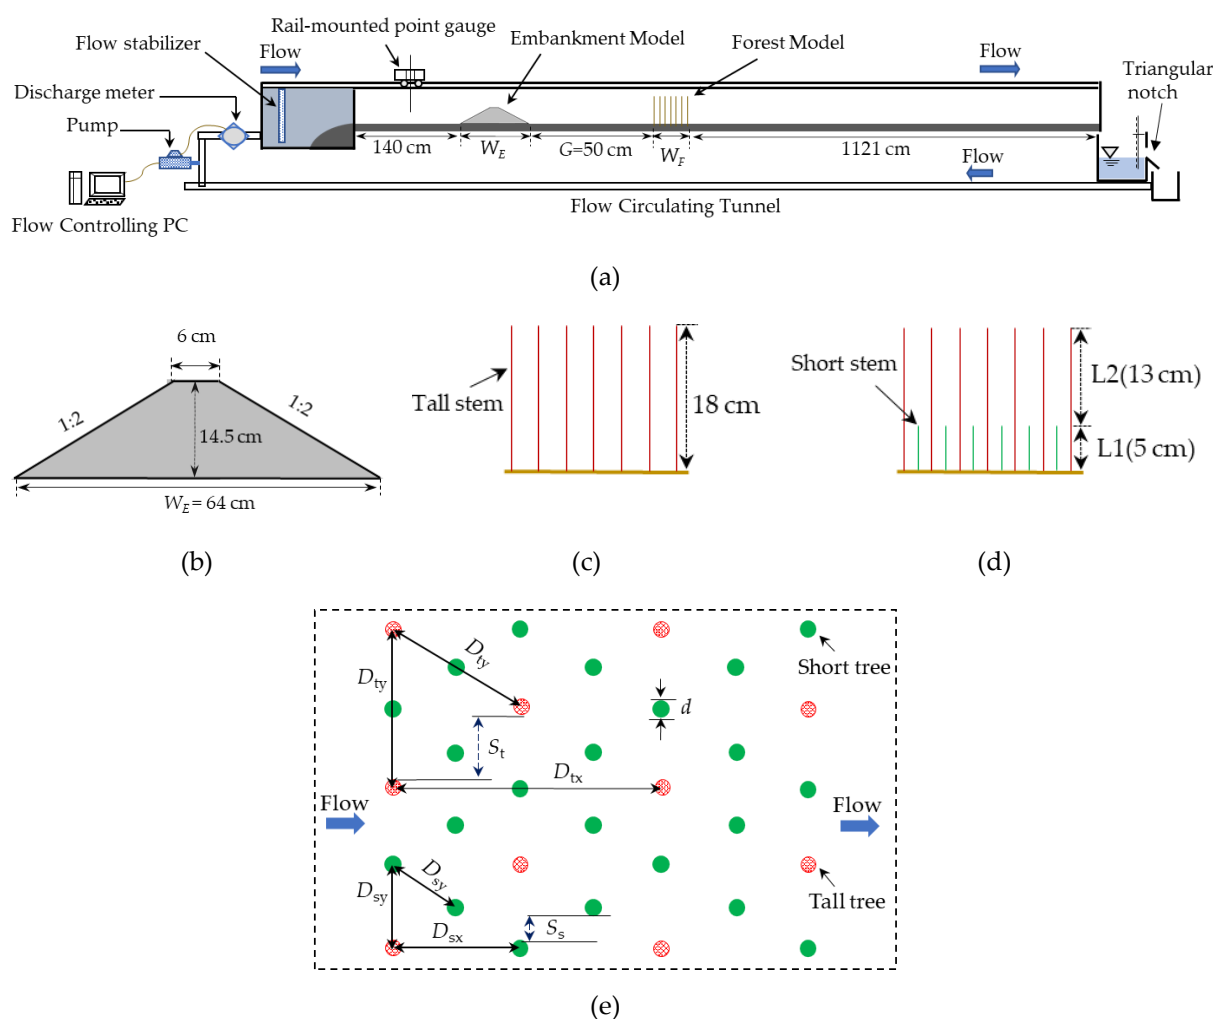 Rail-mounted point gauge
Flow stabilizer
Flow
Embankment Model
Forest Model
Flow
Triangular
notch
Discharge meter
Pump
140 cm
W_E
G=50 cm
W_F
1121 cm
Flow
Flow Controlling PC
Flow Circulating Tunnel
(a)
6 cm
1:2
1:2
14.5 cm
W_E = 64 cm
(b)
Tall stem
18 cm
(c)
Short stem
L2(13 cm)
L1(5 cm)
(d)
D_ty
D_ty
S_t
D_tx
d
Short tree
Flow
Flow
D_sy
D_sy
D_sx
S_s
Tall tree
(e)